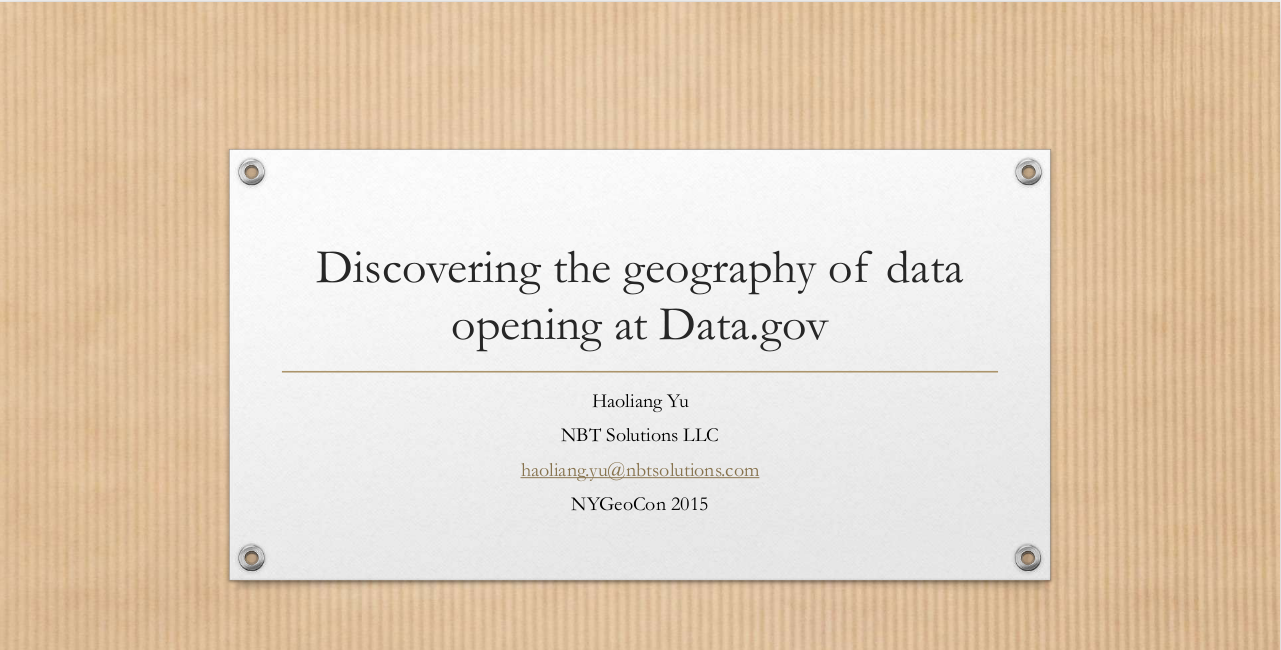 Discovering the geography of data
opening at Data.gov
Haoliang Yu
NBT Solutions LLC
haoliang.yu@nbtsolutions.com
NYGeoCon 2015